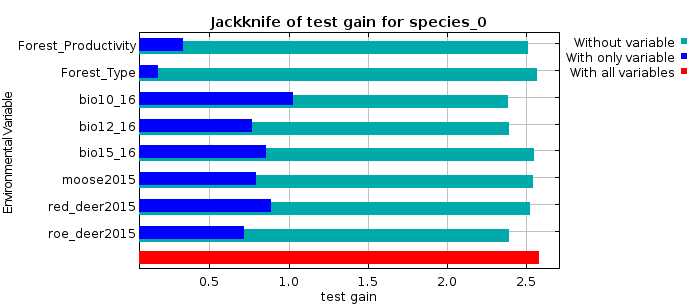 Jackknife of test gain for species_0
Environmental Variable
Forest_Productivity
Forest_Type
bio10_16
bio12_16
bio15_16
moose2015
red_deer2015
roe_deer2015
0.5 1.0 1.5 2.0 2.5
test gain
Without variable
With only variable
With all variables